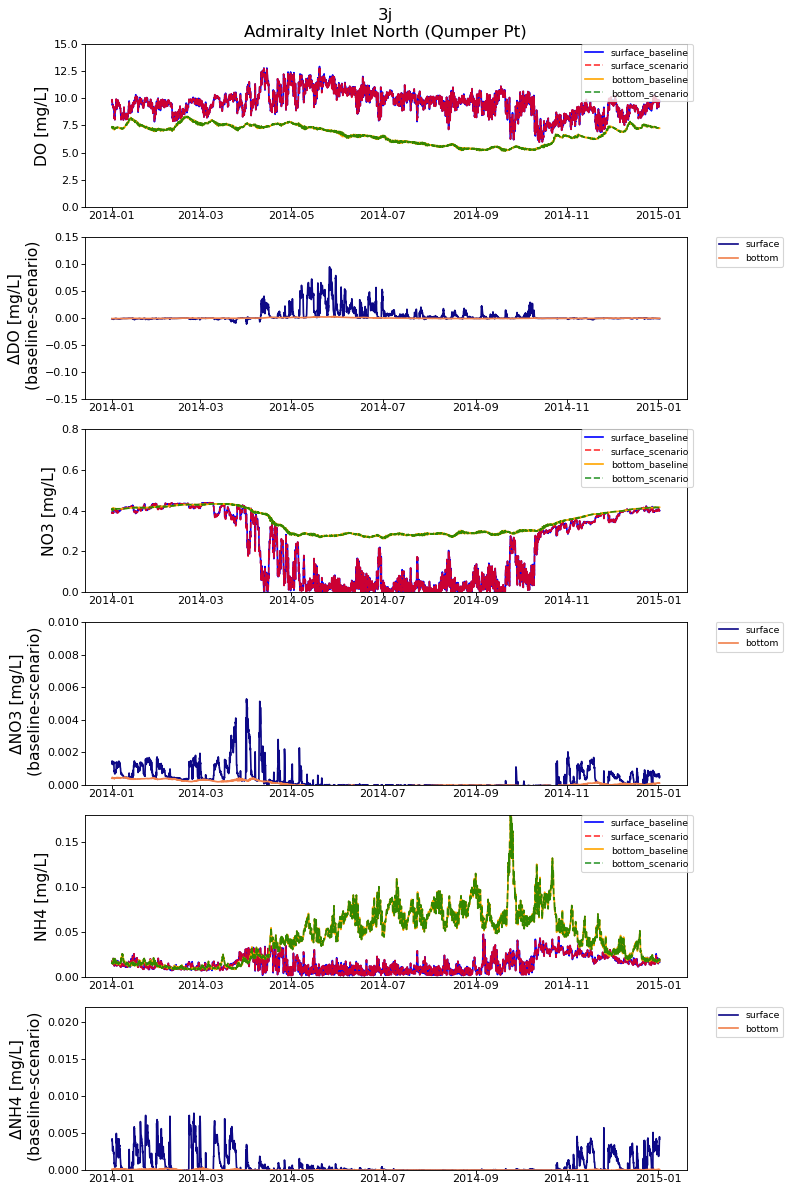 3j
Admiralty Inlet North (Qumper Pt)
DO [mg/L]
15.0
12.5
10.0
7.5
5.0
2.5
0.0
surface_baseline
surface_scenario
bottom_baseline
bottom_scenario
2014-01 2014-03 2014-05 2014-07 2014-09 2014-11 2015-01
ΔDO [mg/L]
(baseline-scenario)
0.15
0.10
0.05
0.00
−0.05
−0.10
−0.15
surface
bottom
2014-01 2014-03 2014-05 2014-07 2014-09 2014-11 2015-01
NO3 [mg/L]
0.8
0.6
0.4
0.2
0.0
surface_baseline
surface_scenario
bottom_baseline
bottom_scenario
2014-01 2014-03 2014-05 2014-07 2014-09 2014-11 2015-01
ΔNO3 [mg/L]
(baseline-scenario)
0.010
0.008
0.006
0.004
0.002
0.000
surface
bottom
2014-01 2014-03 2014-05 2014-07 2014-09 2014-11 2015-01
NH4 [mg/L]
0.15
0.10
0.05
0.00
surface_baseline
surface_scenario
bottom_baseline
bottom_scenario
2014-01 2014-03 2014-05 2014-07 2014-09 2014-11 2015-01
ΔNH4 [mg/L]
(baseline-scenario)
0.020
0.015
0.010
0.005
0.000
surface
bottom
2014-01 2014-03 2014-05 2014-07 2014-09 2014-11 2015-01